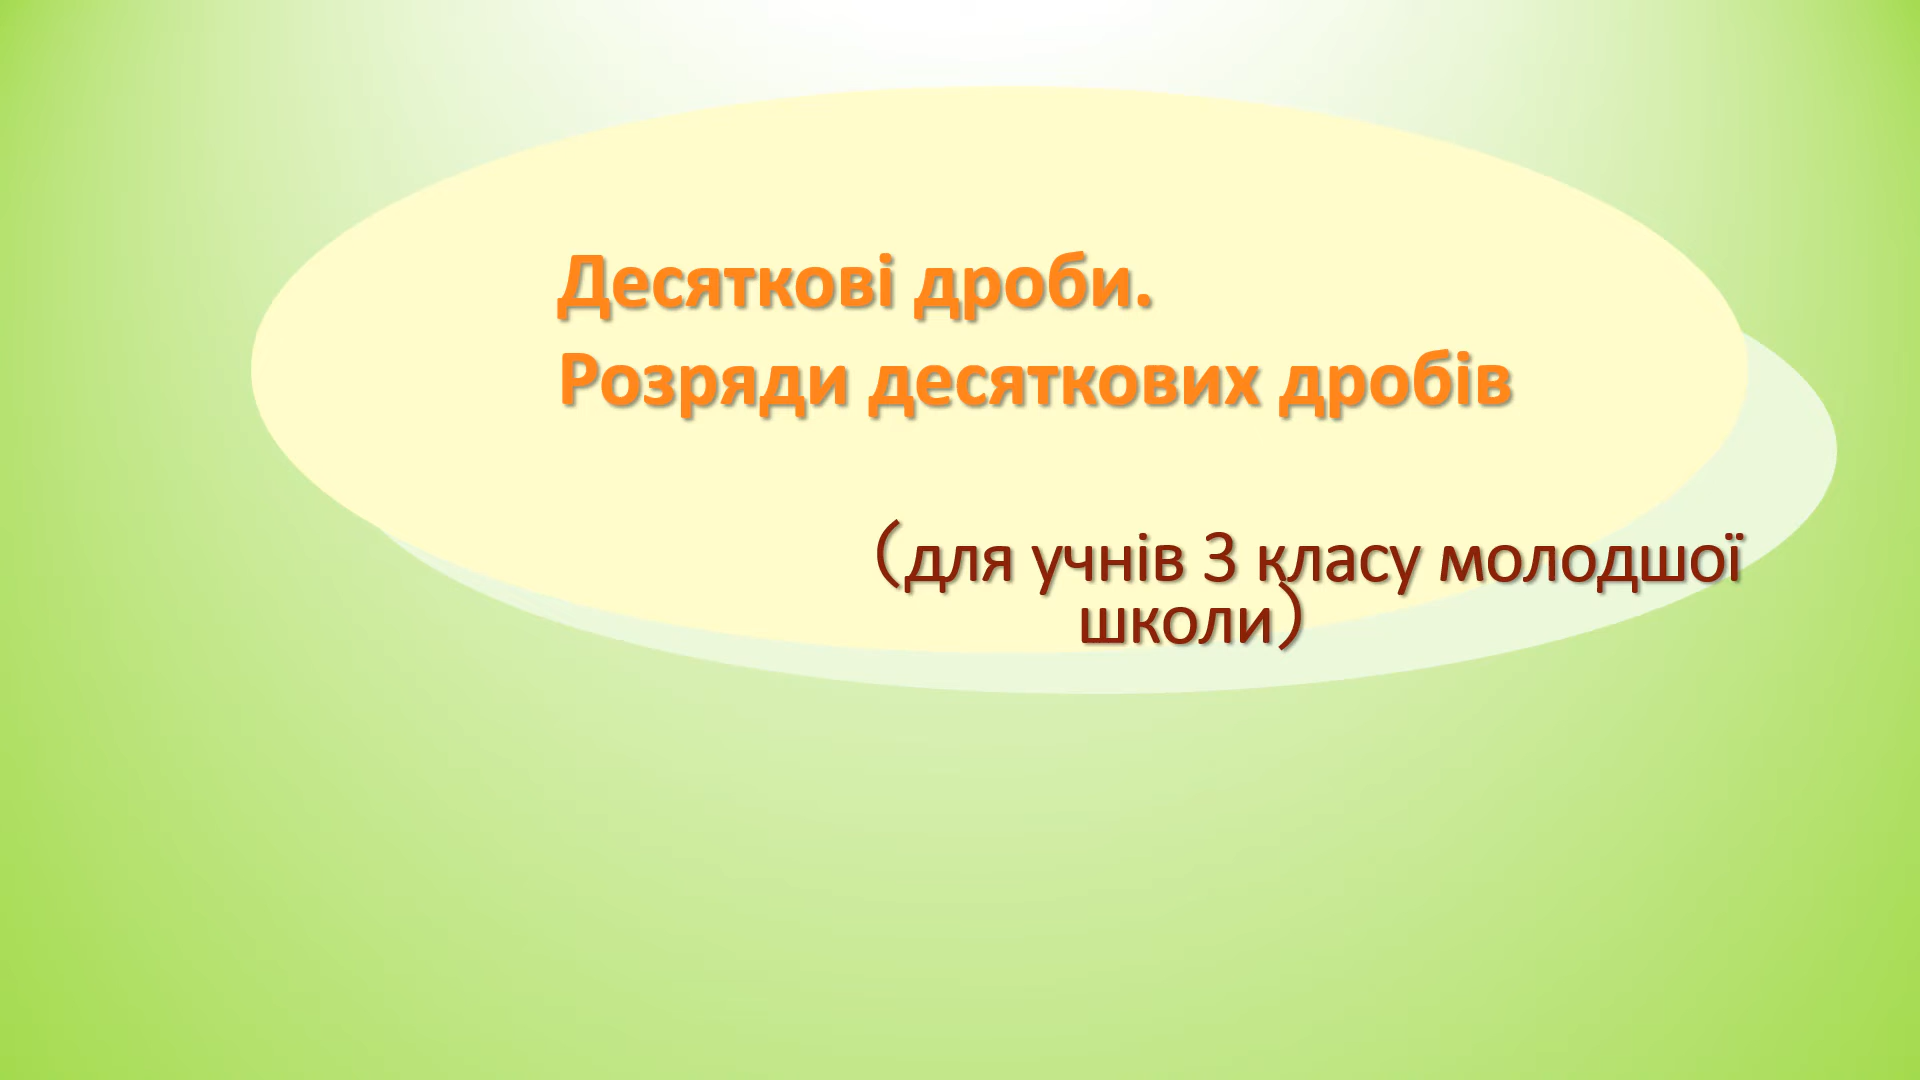 Десяткові дроби.
Розряди десяткових дробів
(для учнів 3 класу молодшої
школи)